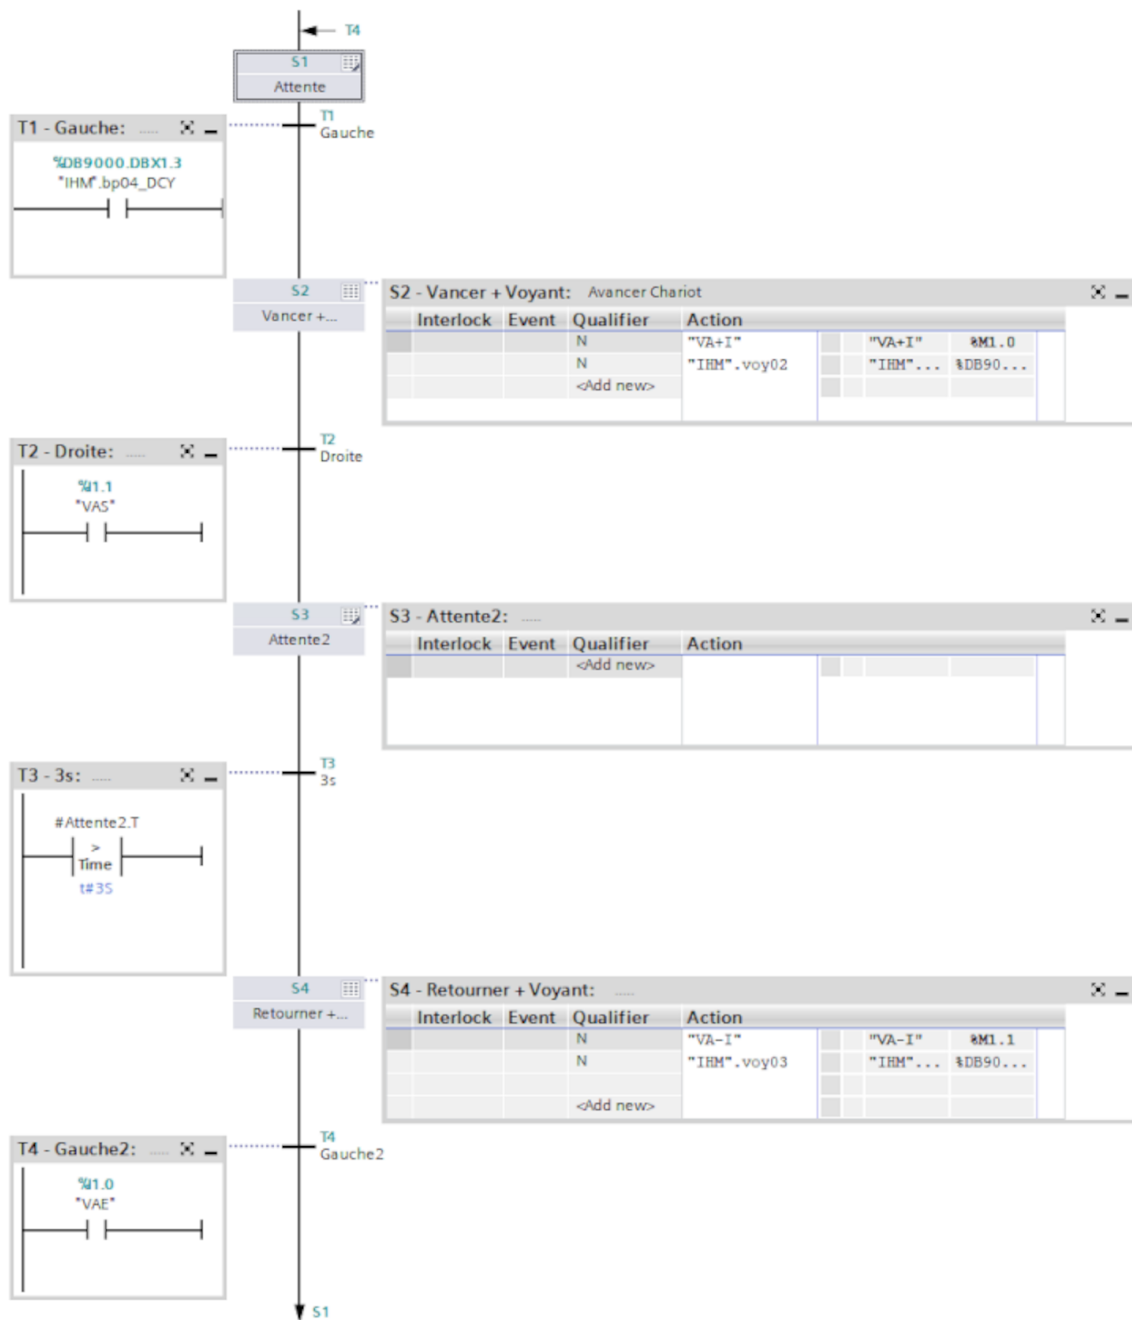 T4
S1
Attente
T1 - Gauche: .....
T1
Gauche
%DB9000.DBX1.3
"IHM".bp04_DCY
S2
Vancer +...
S2 - Vancer + Voyant: Avancer Chariot
Interlock Event Qualifier Action
N "VA+I" "VA+I" %M1.0
N "IHM".voy02 "IHM"... %DB90...
<Add new>
T2 - Droite: .....
T2
Droite
%I1.1
"VAS"
S3
Attente2
S3 - Attente2: .....
Interlock Event Qualifier Action
<Add new>
T3 - 3s: .....
T3
3s
#Attente2.T
>
Time
t#3S
S4
Retourner +...
S4 - Retourner + Voyant: .....
Interlock Event Qualifier Action
N "VA-I" "VA-I" %M1.1
N "IHM".voy03 "IHM"... %DB90...
<Add new>
T4 - Gauche2: .....
T4
Gauche2
%I1.0
"VAE"
S1